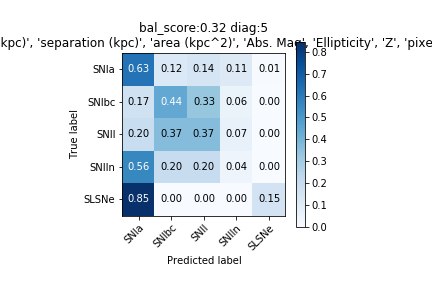 bal_score:0.32 diag:5
kpc)', 'separation (kpc)', 'area (kpc^2)', 'Abs. Mag', 'Ellipticity', 'Z', 'pixe
SNIa 0.63 0.12 0.14 0.11 0.01
SNIbc 0.17 0.44 0.33 0.06 0.00
SNII 0.20 0.37 0.37 0.07 0.00
SNIIn 0.56 0.20 0.20 0.04 0.00
SLSNe 0.85 0.00 0.00 0.00 0.15
True label
SNIa SNIbc SNII SNIIn SLSNe
Predicted label
0.8
0.7
0.6
0.5
0.4
0.3
0.2
0.1
0.0